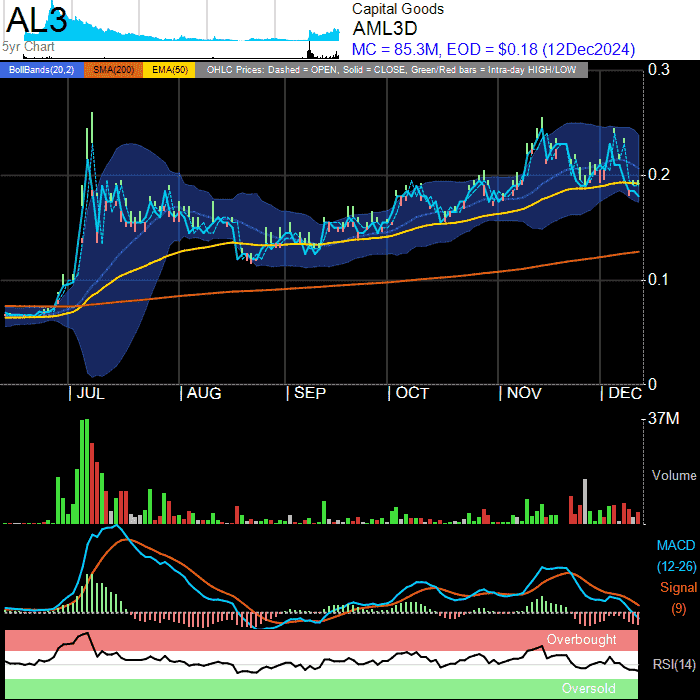 AL3
5yr Chart
Capital Goods
AML3D
MC = 85.3M, EOD = $0.18 (12Dec2024)
BollBands(20,2) SMA(200) EMA(50) OHLC Prices: Dashed = OPEN, Solid = CLOSE, Green/Red bars = Intra-day HIGH/LOW
0.3
0.2
0.1
0
| JUL | AUG | SEP | OCT | NOV | DEC
37M
Volume
MACD
(12-26)
Signal
(9)
Overbought
RSI(14)
Oversold